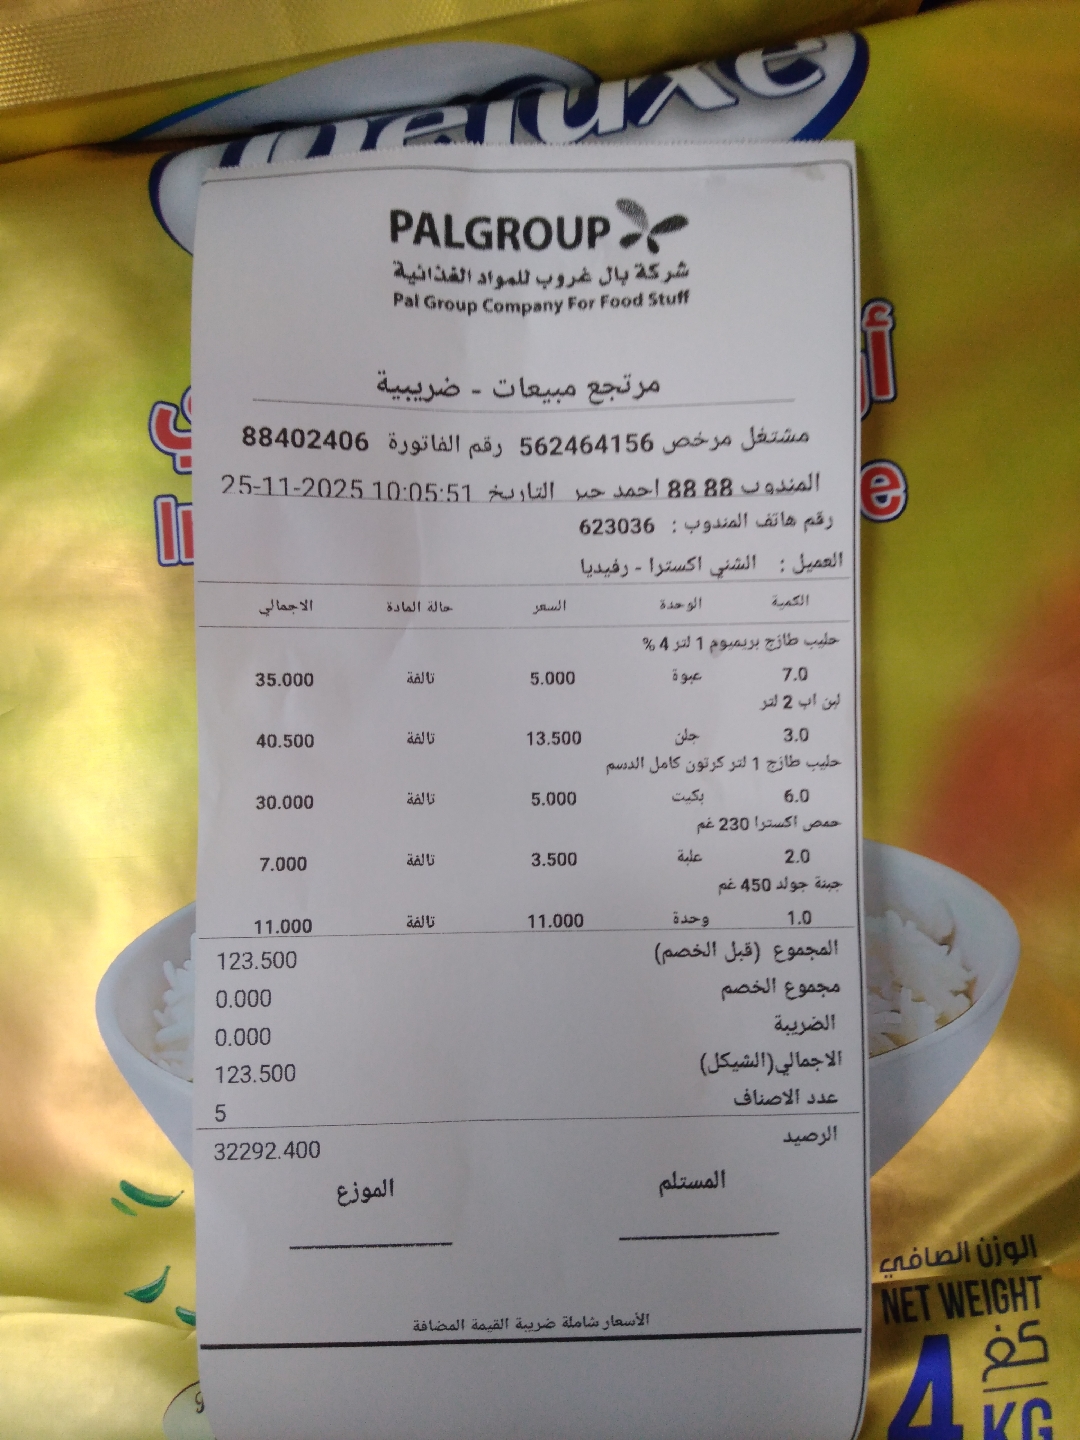 Deluxe
PALGROUP
شركة بال غروب للمواد الغذائية
Pal Group Company For Food Stuff
مرتجع مبيعات - ضريبية
مشتغل مرخص 562464156 رقم الفاتورة 88402406
المندوب 88 88 احمد جبر التاريخ 25-11-2025 10:05:51
رقم هاتف المندوب : 623036
العميل : الشني اكسترا - رفيديا
الكمية الوحدة السعر حالة المادة الاجمالي
حليب طازج بريميوم 1 لتر 4 %
7.0 عبوة 5.000 تالفة 35.000
لبن اب 2 لتر
3.0 جلن 13.500 تالفة 40.500
حليب طازج 1 لتر كرتون كامل الدسم
6.0 بكيت 5.000 تالفة 30.000
حمص اكسترا 230 غم
2.0 علبة 3.500 تالفة 7.000
جبنة جولد 450 غم
1.0 وحدة 11.000 تالفة 11.000
المجموع (قبل الخصم) 123.500
مجموع الخصم 0.000
الضريبة 0.000
الاجمالي(الشيكل) 123.500
عدد الاصناف 5
الرصيد 32292.400
المستلم الموزع
الأسعار شاملة ضريبة القيمة المضافة
الوزن الصافي
NET WEIGHT
4 كغ
KG